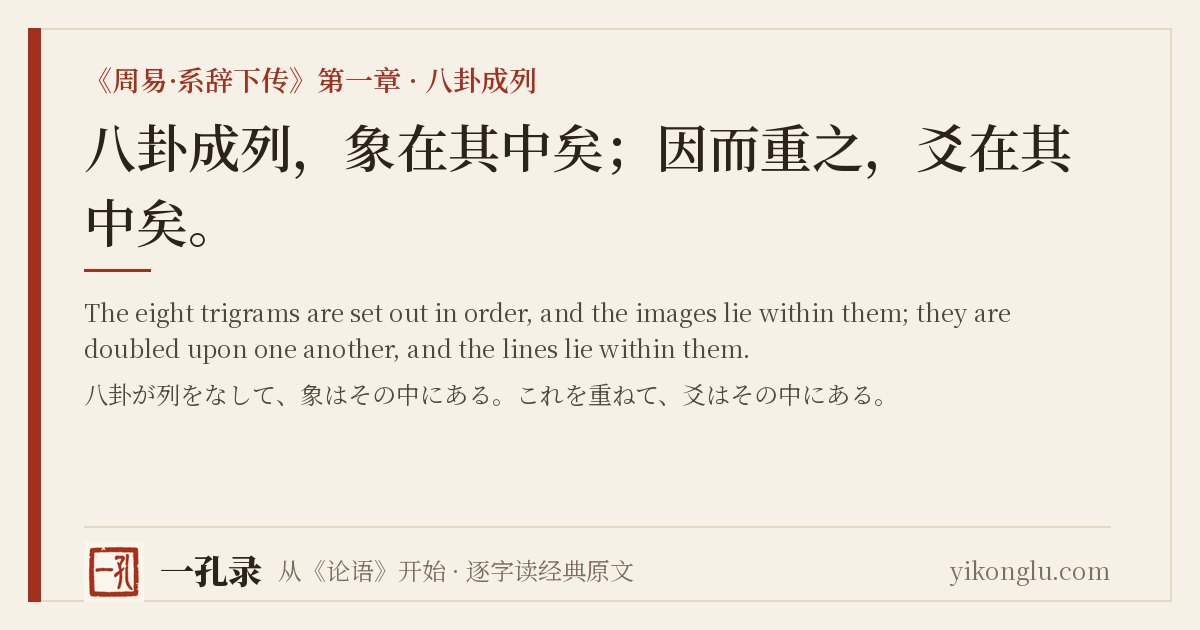 《周易·系辞下传》第一章 · 八卦成列
八卦成列，象在其中矣；因而重之，爻在其
中矣。
The eight trigrams are set out in order, and the images lie within them; they are
doubled upon one another, and the lines lie within them.
八卦が列をなして、象はその中にある。これを重ねて、爻はその中にある。
一孔
一孔录
从《论语》开始 · 逐字读经典原文
yikonglu.com